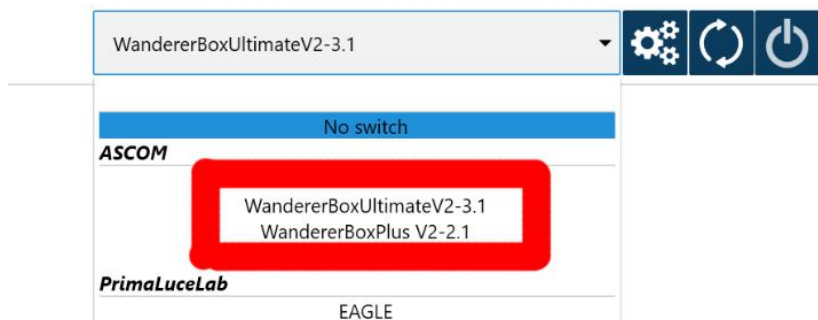 WandererBoxUltimateV2-3.1
No switch
ASCOM
WandererBoxUltimateV2-3.1
WandererBoxPlus V2-2.1
PrimaLuceLab
EAGLE